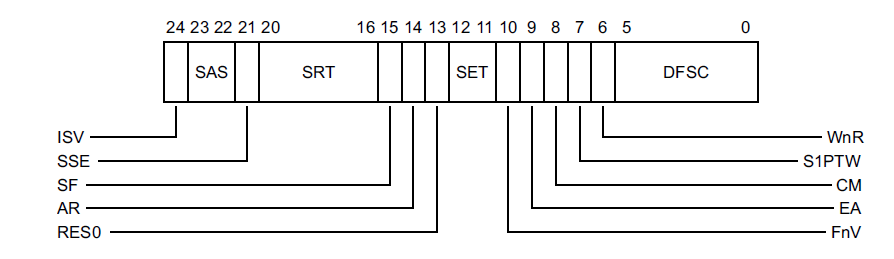 24 23 22 21 20 16 15 14 13 12 11 10 9 8 7 6 5 0
SAS SRT SET DFSC
ISV WnR
SSE S1PTW
SF CM
AR EA
RES0 FnV